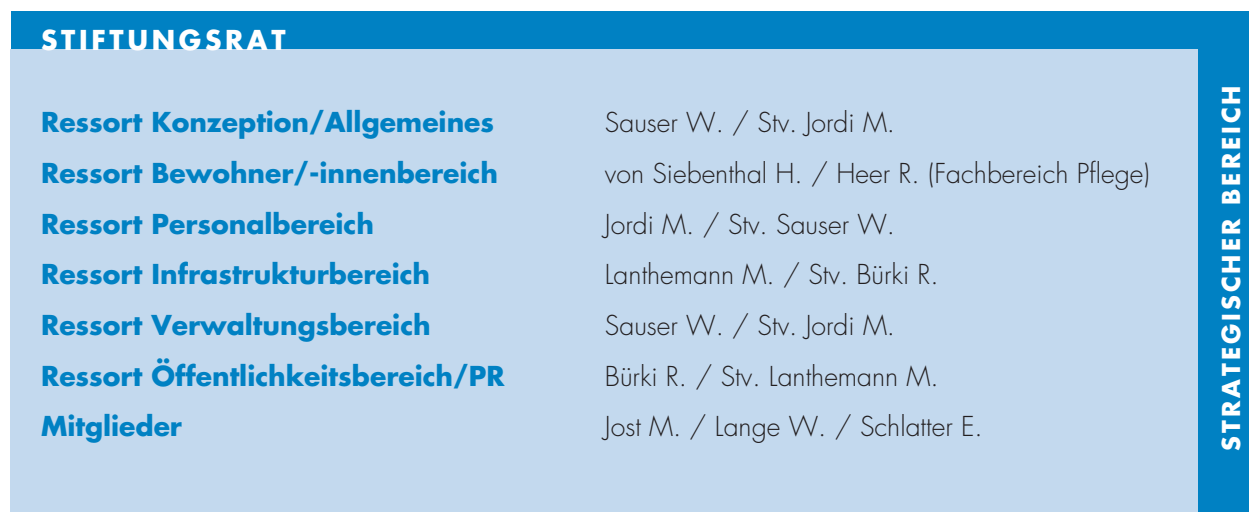 STIFTUNGSRAT
Ressort Konzeption/Allgemeines Sauser W. / Stv. Jordi M.
Ressort Bewohner/-innenbereich von Siebenthal H. / Heer R. (Fachbereich Pflege)
Ressort Personalbereich Jordi M. / Stv. Sauser W.
Ressort Infrastrukturbereich Lanthemann M. / Stv. Bürki R.
Ressort Verwaltungsbereich Sauser W. / Stv. Jordi M.
Ressort Öffentlichkeitsbereich/PR Bürki R. / Stv. Lanthemann M.
Mitglieder Jost M. / Lange W. / Schlatter E.
STRATEGISCHER BEREICH